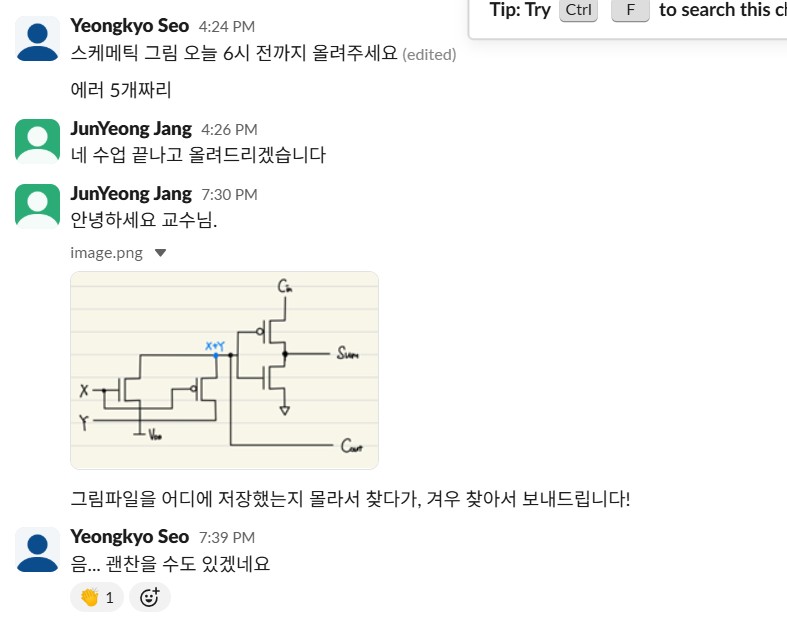 Tip: Try Ctrl F to search this
Yeongkyo Seo 4:24 PM
스케메틱 그림 오늘 6시 전까지 올려주세요 (edited)
에러 5개짜리
JunYeong Jang 4:26 PM
네 수업 끝나고 올려드리겠습니다
JunYeong Jang 7:30 PM
안녕하세요 교수님.
image.png
Cin
X+Y
Sum
X
Y
VDD
Cout
그림파일을 어디에 저장했는지 몰라서 찾다가, 겨우 찾아서 보내드립니다!
Yeongkyo Seo 7:39 PM
음... 괜찮을 수도 있겠네요
1